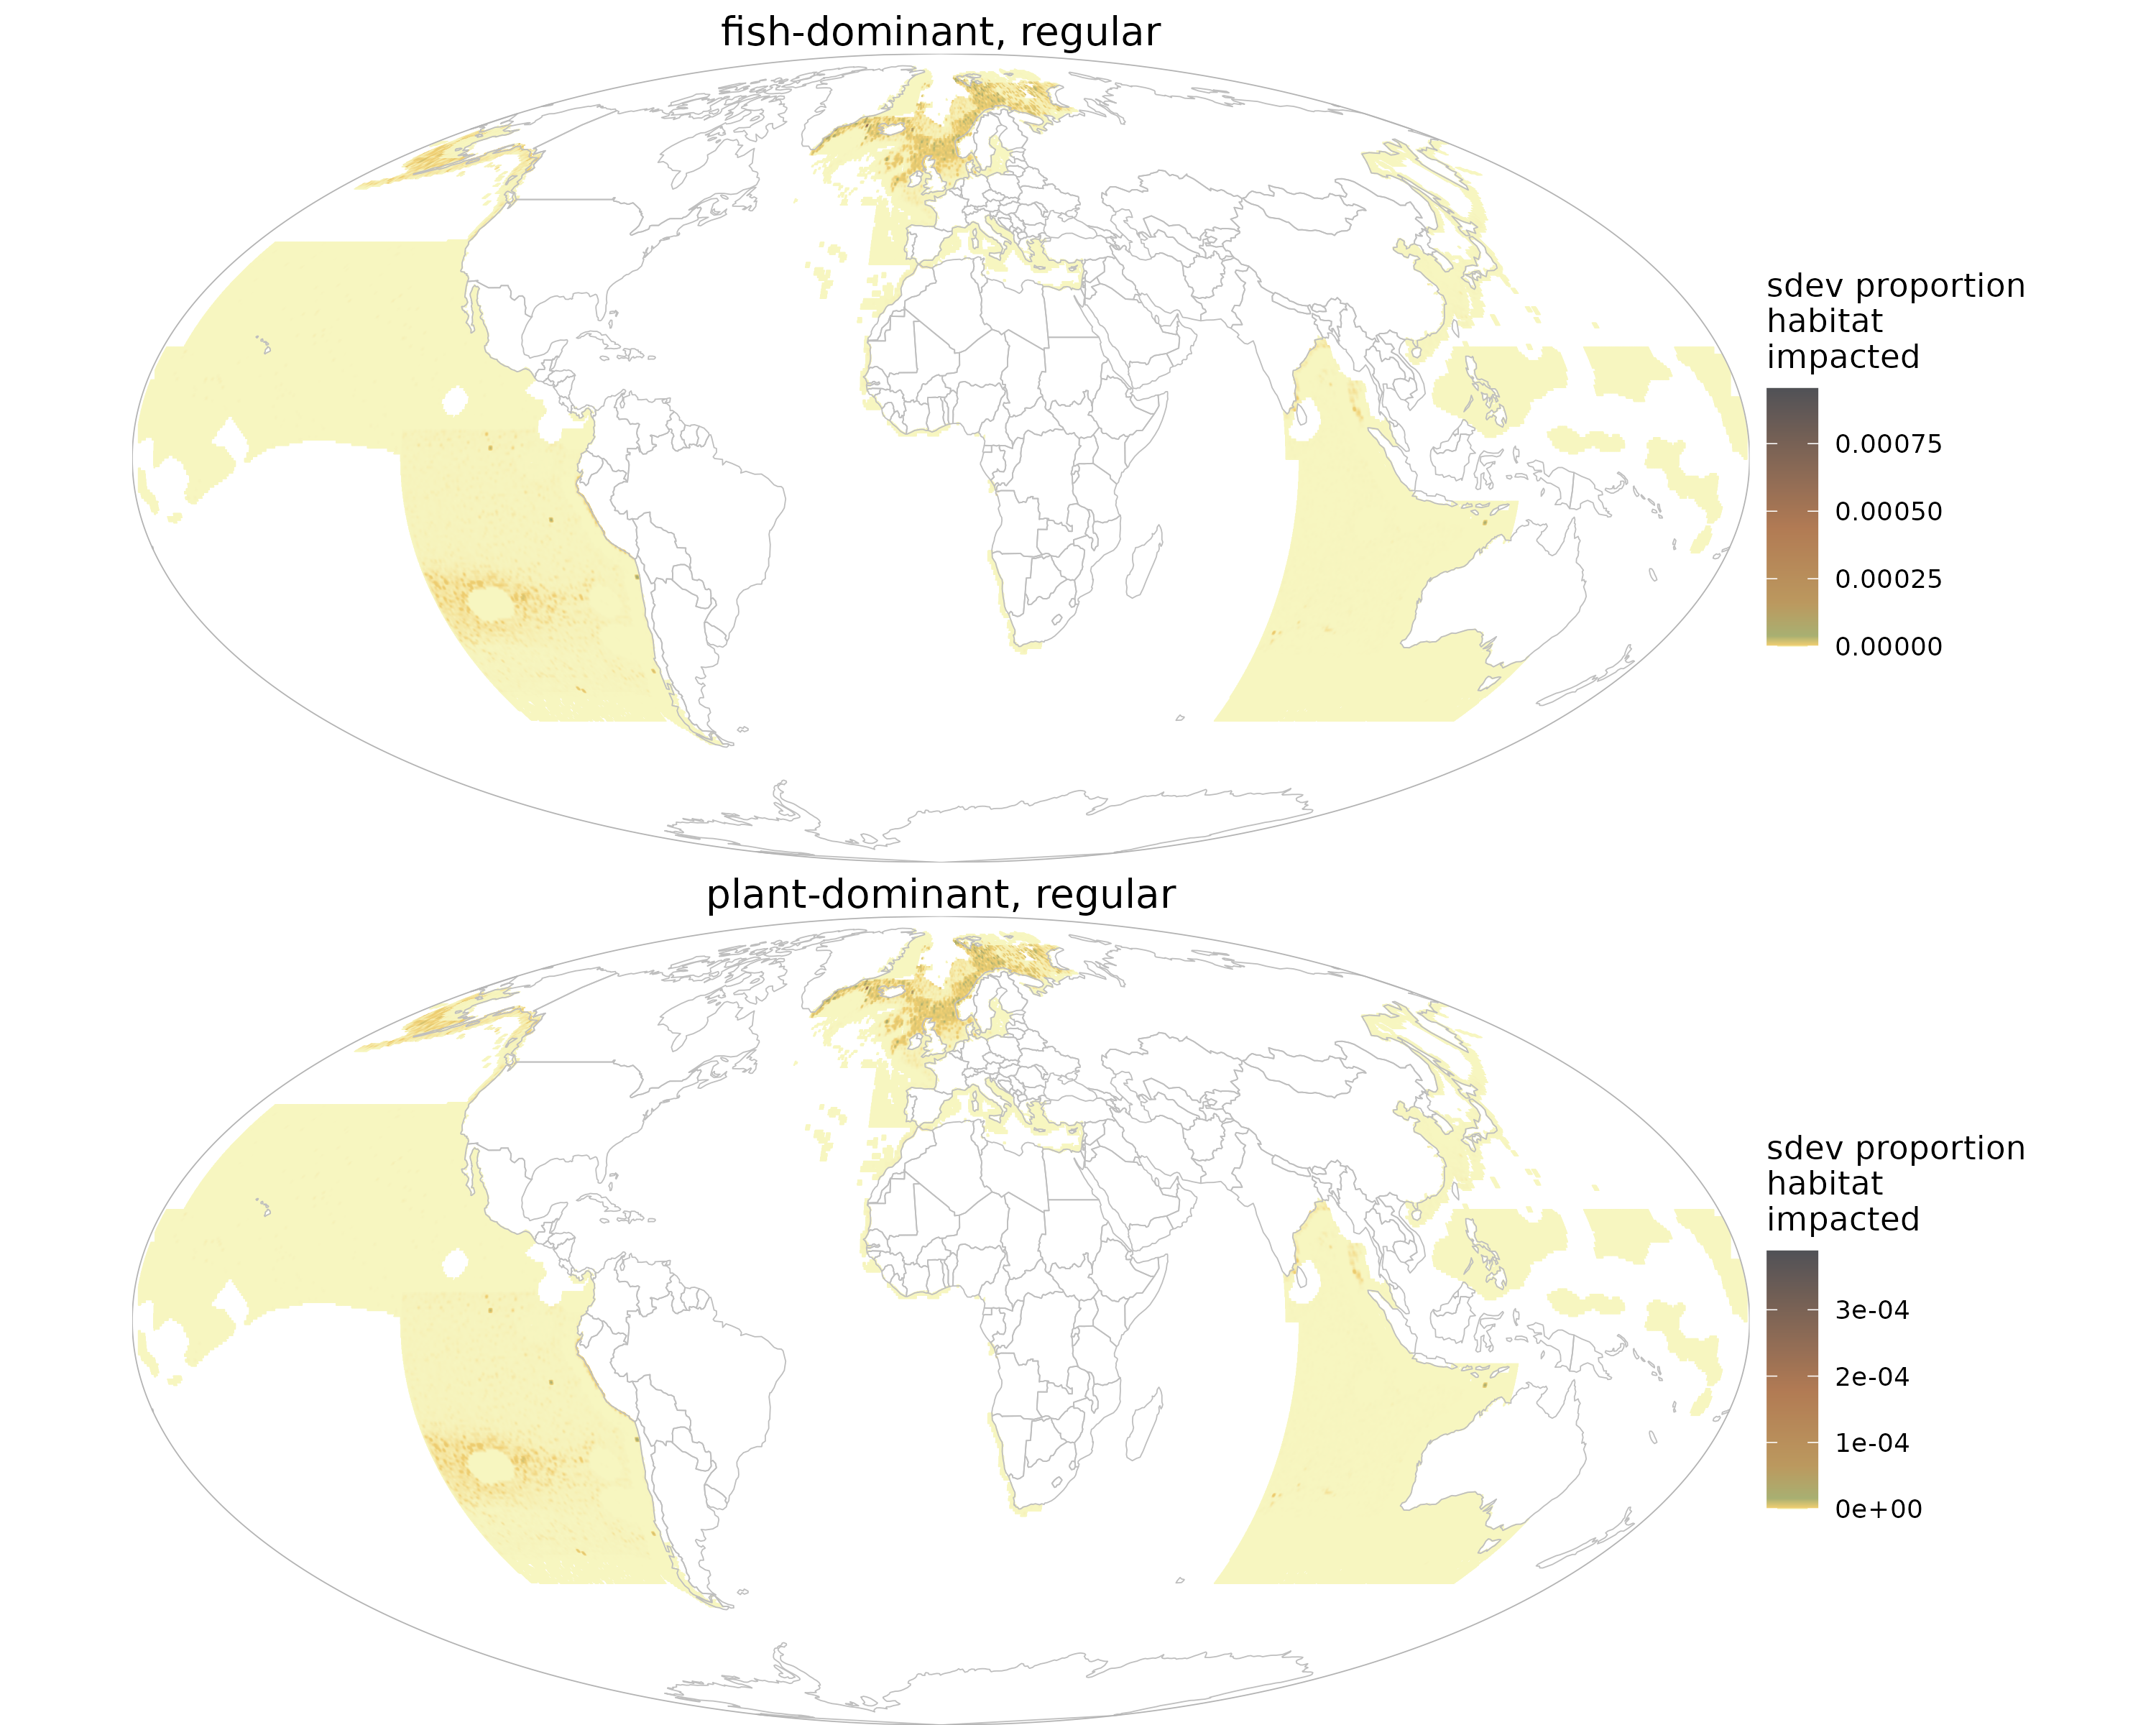 fish-dominant, regular
sdev proportion
habitat
impacted
0.00075
0.00050
0.00025
0.00000
plant-dominant, regular
sdev proportion
habitat
impacted
3e-04
2e-04
1e-04
0e+00